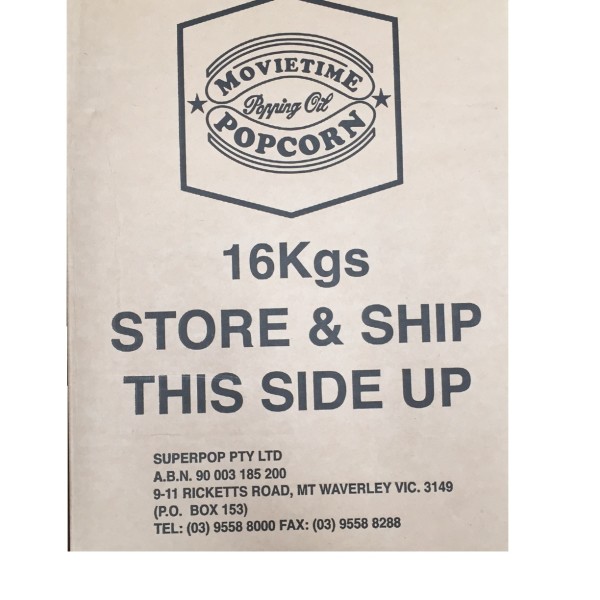 MOVIETIME
Popping Oil
POPCORN
16Kgs
STORE & SHIP
THIS SIDE UP
SUPERPOP PTY LTD
A.B.N. 90 003 185 200
9-11 RICKETTS ROAD, MT WAVERLEY VIC. 3149
(P.O. BOX 153)
TEL: (03) 9558 8000 FAX: (03) 9558 8288